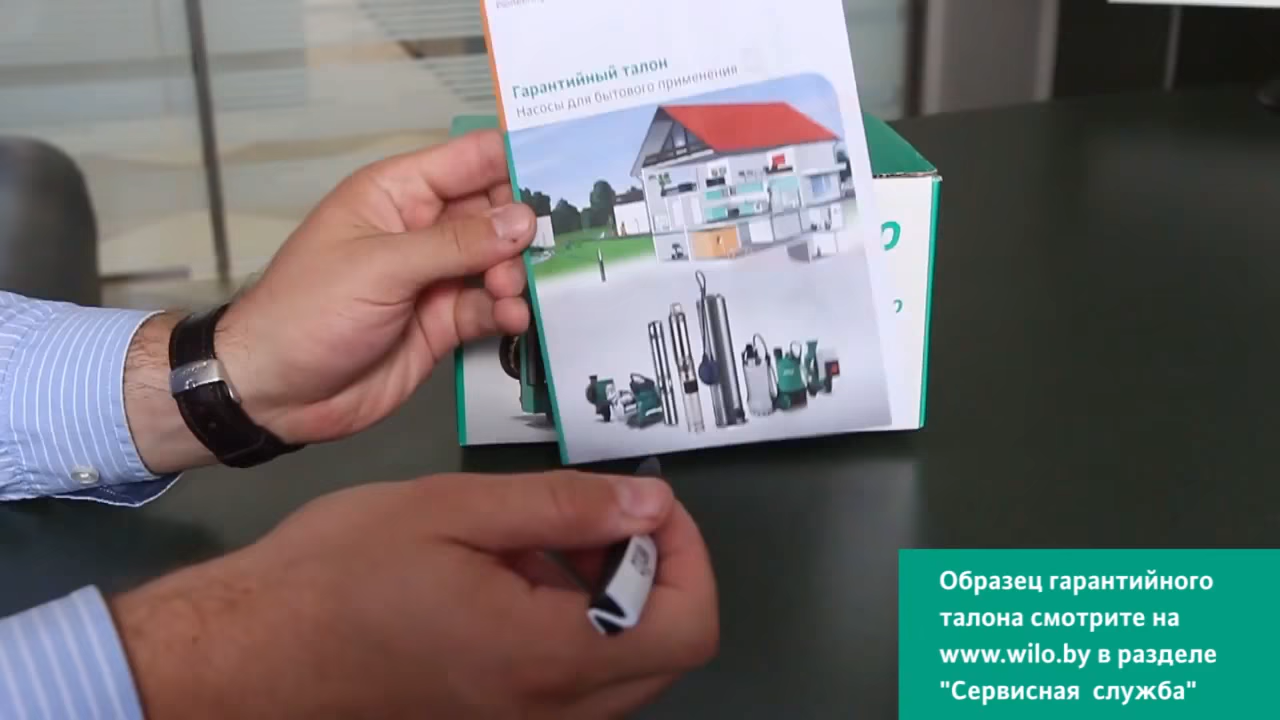 Гарантийный талон
Насосы для бытового применения
Образец гарантийного
талона смотрите на
www.wilo.by в разделе
"Сервисная служба"